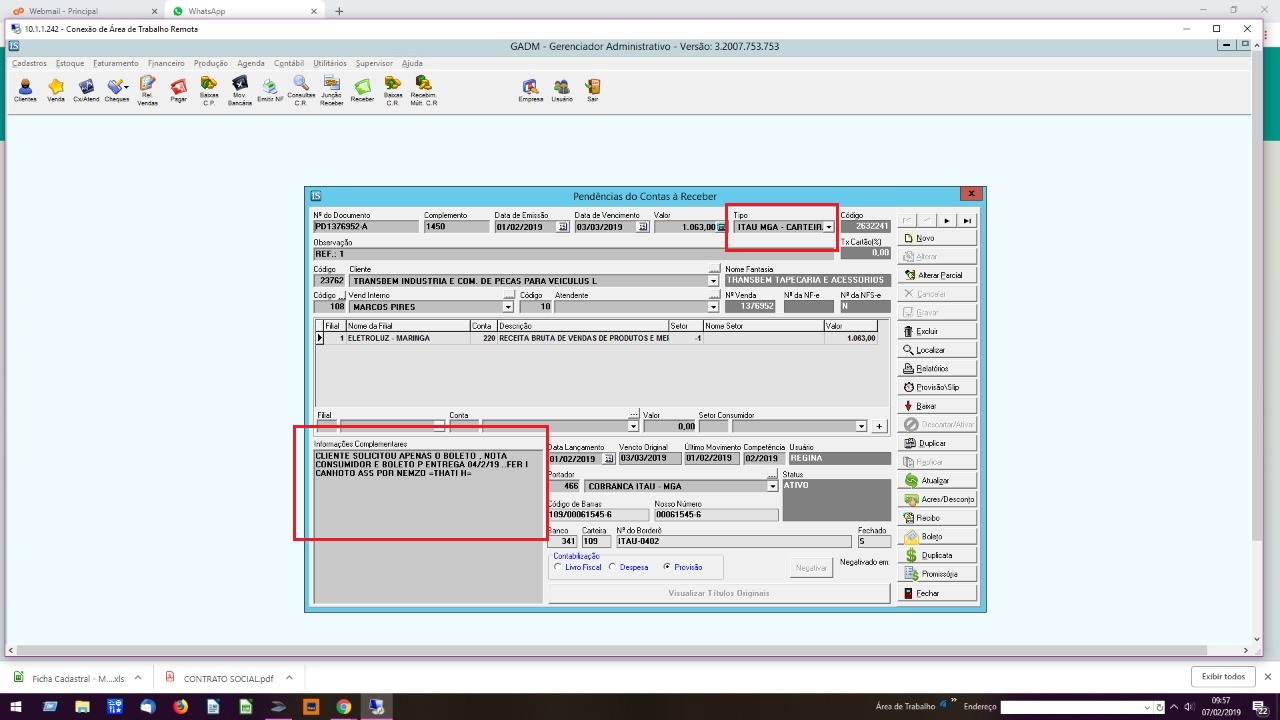 Webmail - Principal
WhatsApp
10.1.1.242 - Conexão de Área de Trabalho Remota
GADM - Gerenciador Administrativo - Versão: 3.2007.753.753
Cadastros Estoque Faturamento Financeiro Produção Agenda Contábil Utilitários Supervisor Ajuda
Clientes
Venda
Cx/Atend
Cheques
Rel. Vendas
Pagar
Baixas C.P.
Mov. Bancária
Emitir NF
Consultas C.R.
Junção Receber
Receber
Baixas C.R.
Recebim. Múlt. C.R
Empresa
Usuário
Sair
Pendências do Contas à Receber
Nº do Documento Complemento Data de Emissão Data de Vencimento Valor Tipo Código
PD1376952-A 1450 01/02/2019 03/03/2019 1.063,00 ITAU MGA - CARTEIR. 2632241
Observação Tx Cartão(%)
REF.: 1 0,00
Código Cliente Nome Fantasia
23762 TRANSBEM INDUSTRIA E COM. DE PECAS PARA VEICULUS L TRANSBEM TAPECARIA E ACESSORIOS
Código Vend Interno Código Atendente Nº Venda Nº da NF-e Nº da NFS-e
108 MARCOS PIRES 10 1376952 N
Filial Nome da Filial Conta Descrição Setor Nome Setor Valor
1 ELETROLUZ - MARINGA 220 RECEITA BRUTA DE VENDAS DE PRODUTOS E MEF -1 1.063,00
Filial Conta Valor Setor Consumidor
0,00 +
Informações Complementares
CLIENTE SOLICITOU APENAS O BOLETO , NOTA
CONSUMIDOR E BOLETO P ENTREGA 04/2/19 ..FER I
CANHOTO ASS POR NEMZO =THATI H=
Data Lançamento Vencto Original Último Movimento Competência Usuário
01/02/2019 03/03/2019 01/02/2019 02/2019 REGINA
Portador Status
466 COBRANCA ITAU - MGA ATIVO
Código de Barras Nosso Número
109/00061545-6 00061545-6
Banco Carteira Nº do Borderô Fechado
341 109 ITAU-0402 S
Contabilização
Livro Fiscal Despesa Provisão
Negativar Negativado em:
Visualizar Títulos Originais
Novo
Alterar
Alterar Parcial
Cancelar
Gravar
Excluir
Localizar
Relatórios
Provisão\Slip
Baixar
Descartar/Ativar
Duplicar
Replicar
Atualizar
Acres/Desconto
Recibo
Boleto
Duplicata
Promissória
Fechar
Ficha Cadastral - M....xls
CONTRATO SOCIAL.pdf
Exibir todos
Área de Trabalho
Endereço
09:57
07/02/2019
22